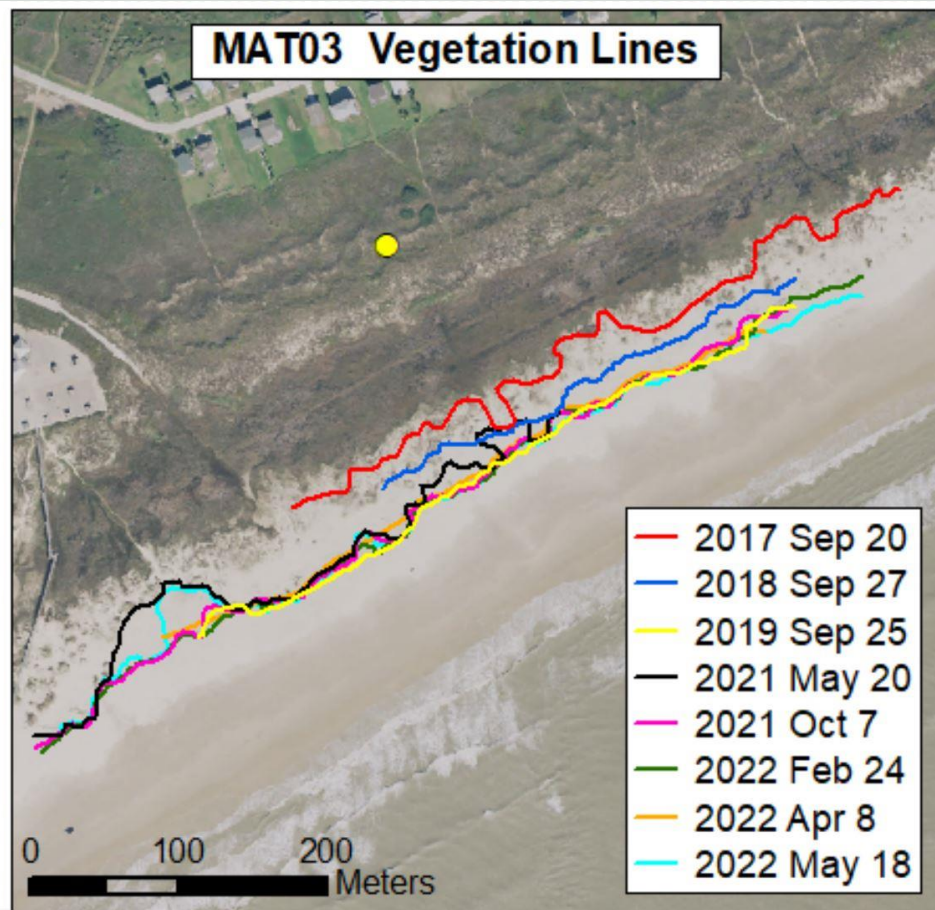 MAT03 Vegetation Lines
2017 Sep 20
2018 Sep 27
2019 Sep 25
2021 May 20
2021 Oct 7
2022 Feb 24
2022 Apr 8
2022 May 18
0 100 200
Meters